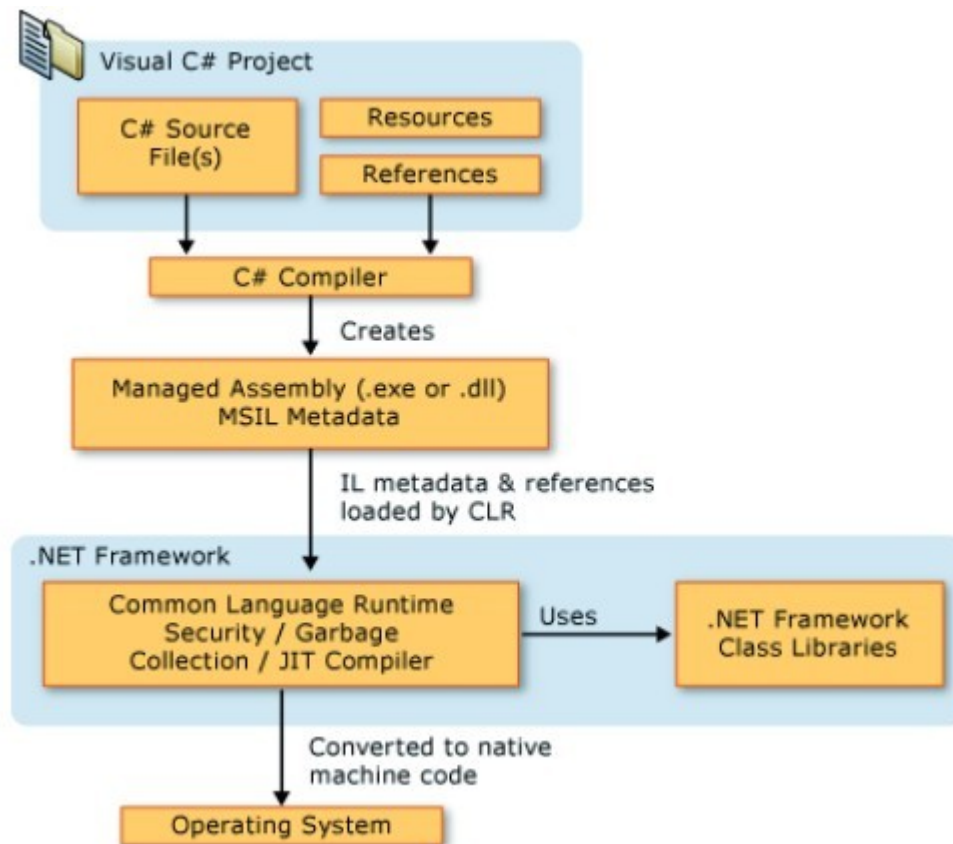 Visual C# Project
C# Source
File(s)
Resources
References
C# Compiler
Creates
Managed Assembly (.exe or .dll)
MSIL Metadata
IL metadata & references
loaded by CLR
.NET Framework
Common Language Runtime
Security / Garbage
Collection / JIT Compiler
Uses
.NET Framework
Class Libraries
Converted to native
machine code
Operating System